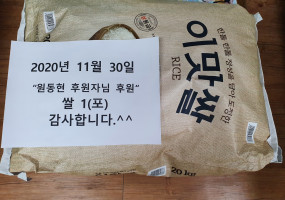 2020년 11월 30일
“원동현 후원자님 후원”
쌀 1(포)
감사합니다.^^
이맛쌀
RICE
20kg